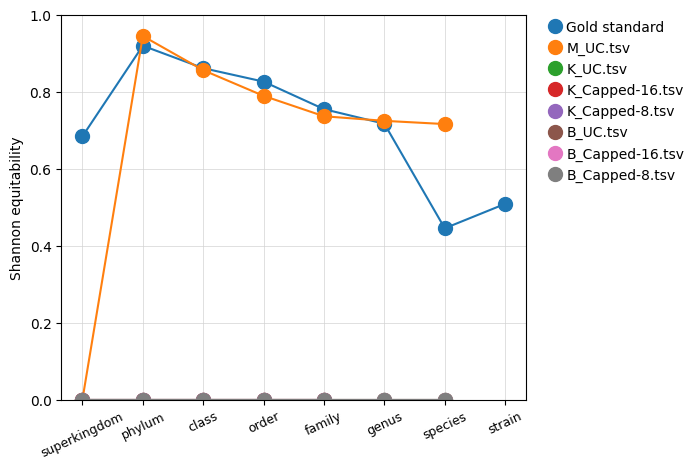 1.0
0.8
0.6
0.4
0.2
0.0
Shannon equitability
superkingdom
phylum
class
order
family
genus
species
strain
Gold standard
M_UC.tsv
K_UC.tsv
K_Capped-16.tsv
K_Capped-8.tsv
B_UC.tsv
B_Capped-16.tsv
B_Capped-8.tsv